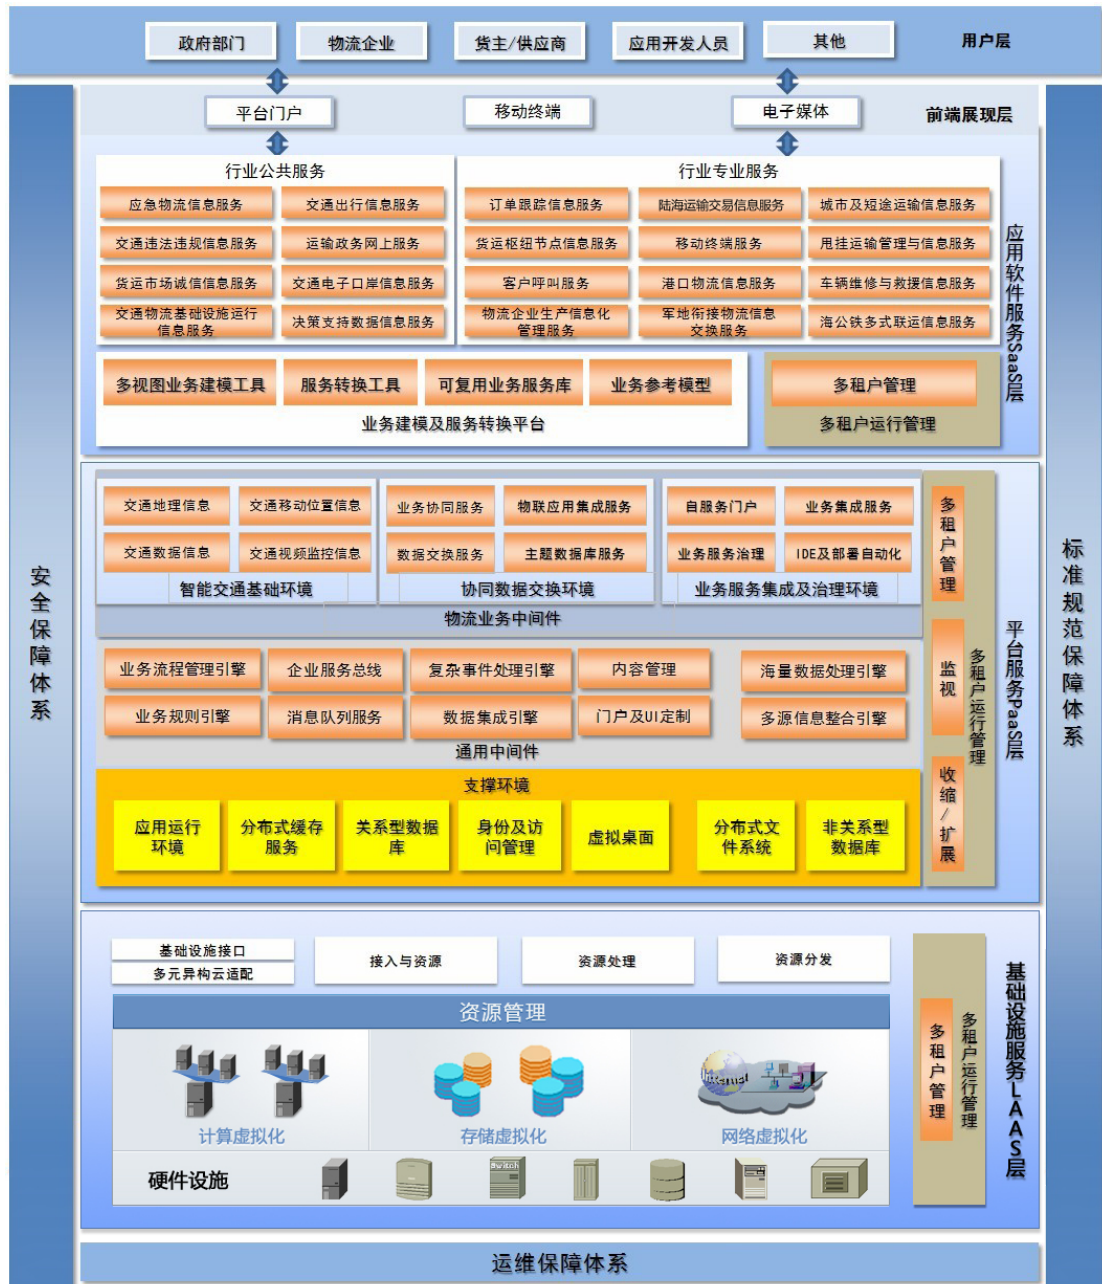 政府部门
物流企业
货主/供应商
应用开发人员
其他
用户层
平台门户
移动终端
电子媒体
前端展现层
行业公共服务
应急物流信息服务
交通出行信息服务
交通违法违规信息服务
运输政务网上服务
货运市场诚信信息服务
交通电子口岸信息服务
交通物流基础设施运行
信息服务
决策支持数据信息服务
行业专业服务
订单跟踪信息服务
陆海运输交易信息服务
城市及短途运输信息服务
货运枢纽节点信息服务
移动终端服务
甩挂运输管理与信息服务
客户呼叫服务
港口物流信息服务
车辆维修与救援信息服务
物流企业生产信息化
管理服务
军地衔接物流信息
交换服务
海公铁多式联运信息服务
多视图业务建模工具
服务转换工具
可复用业务服务库
业务参考模型
业务建模及服务转换平台
多租户管理
多租户运行管理
应用软件服务SaaS层
交通地理信息
交通移动位置信息
交通数据信息
交通视频监控信息
智能交通基础环境
业务协同服务
物联应用集成服务
数据交换服务
主题数据库服务
协同数据交换环境
自服务门户
业务集成服务
业务服务治理
IDE及部署自动化
业务服务集成及治理环境
物流业务中间件
业务流程管理引擎
企业服务总线
复杂事件处理引擎
内容管理
海量数据处理引擎
业务规则引擎
消息队列服务
数据集成引擎
门户及UI定制
多源信息整合引擎
通用中间件
支撑环境
应用运行
环境
分布式缓存
服务
关系型数据
库
身份及访
问管理
虚拟桌面
分布式文
件系统
非关系型
数据库
多租户管理
监视
收缩/扩展
多租户运行管理
平台服务PaaS层
基础设施接口
多元异构云适配
接入与资源
资源处理
资源分发
资源管理
Internet
计算虚拟化
存储虚拟化
网络虚拟化
硬件设施
Switch
多租户管理
多租户运行管理
基础设施服务LAAS层
安全保障体系
标准规范保障体系
运维保障体系